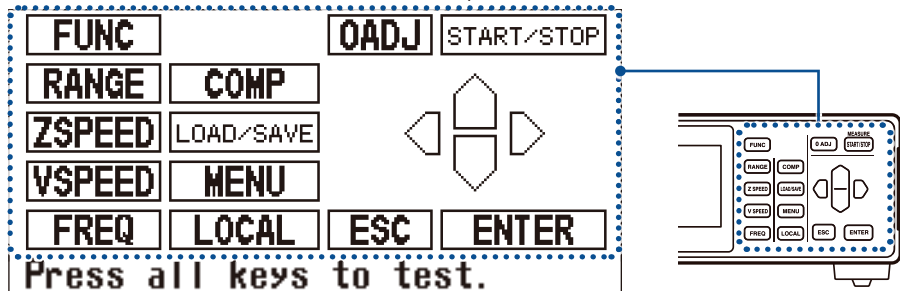 FUNC 0ADJ START/STOP
RANGE COMP
ZSPEED LOAD/SAVE
VSPEED MENU
FREQ LOCAL ESC ENTER
Press all keys to test.
MEASURE
FUNC 0 ADJ START/STOP
RANGE COMP
Z SPEED LOAD/SAVE
V SPEED MENU
FREQ LOCAL ESC ENTER